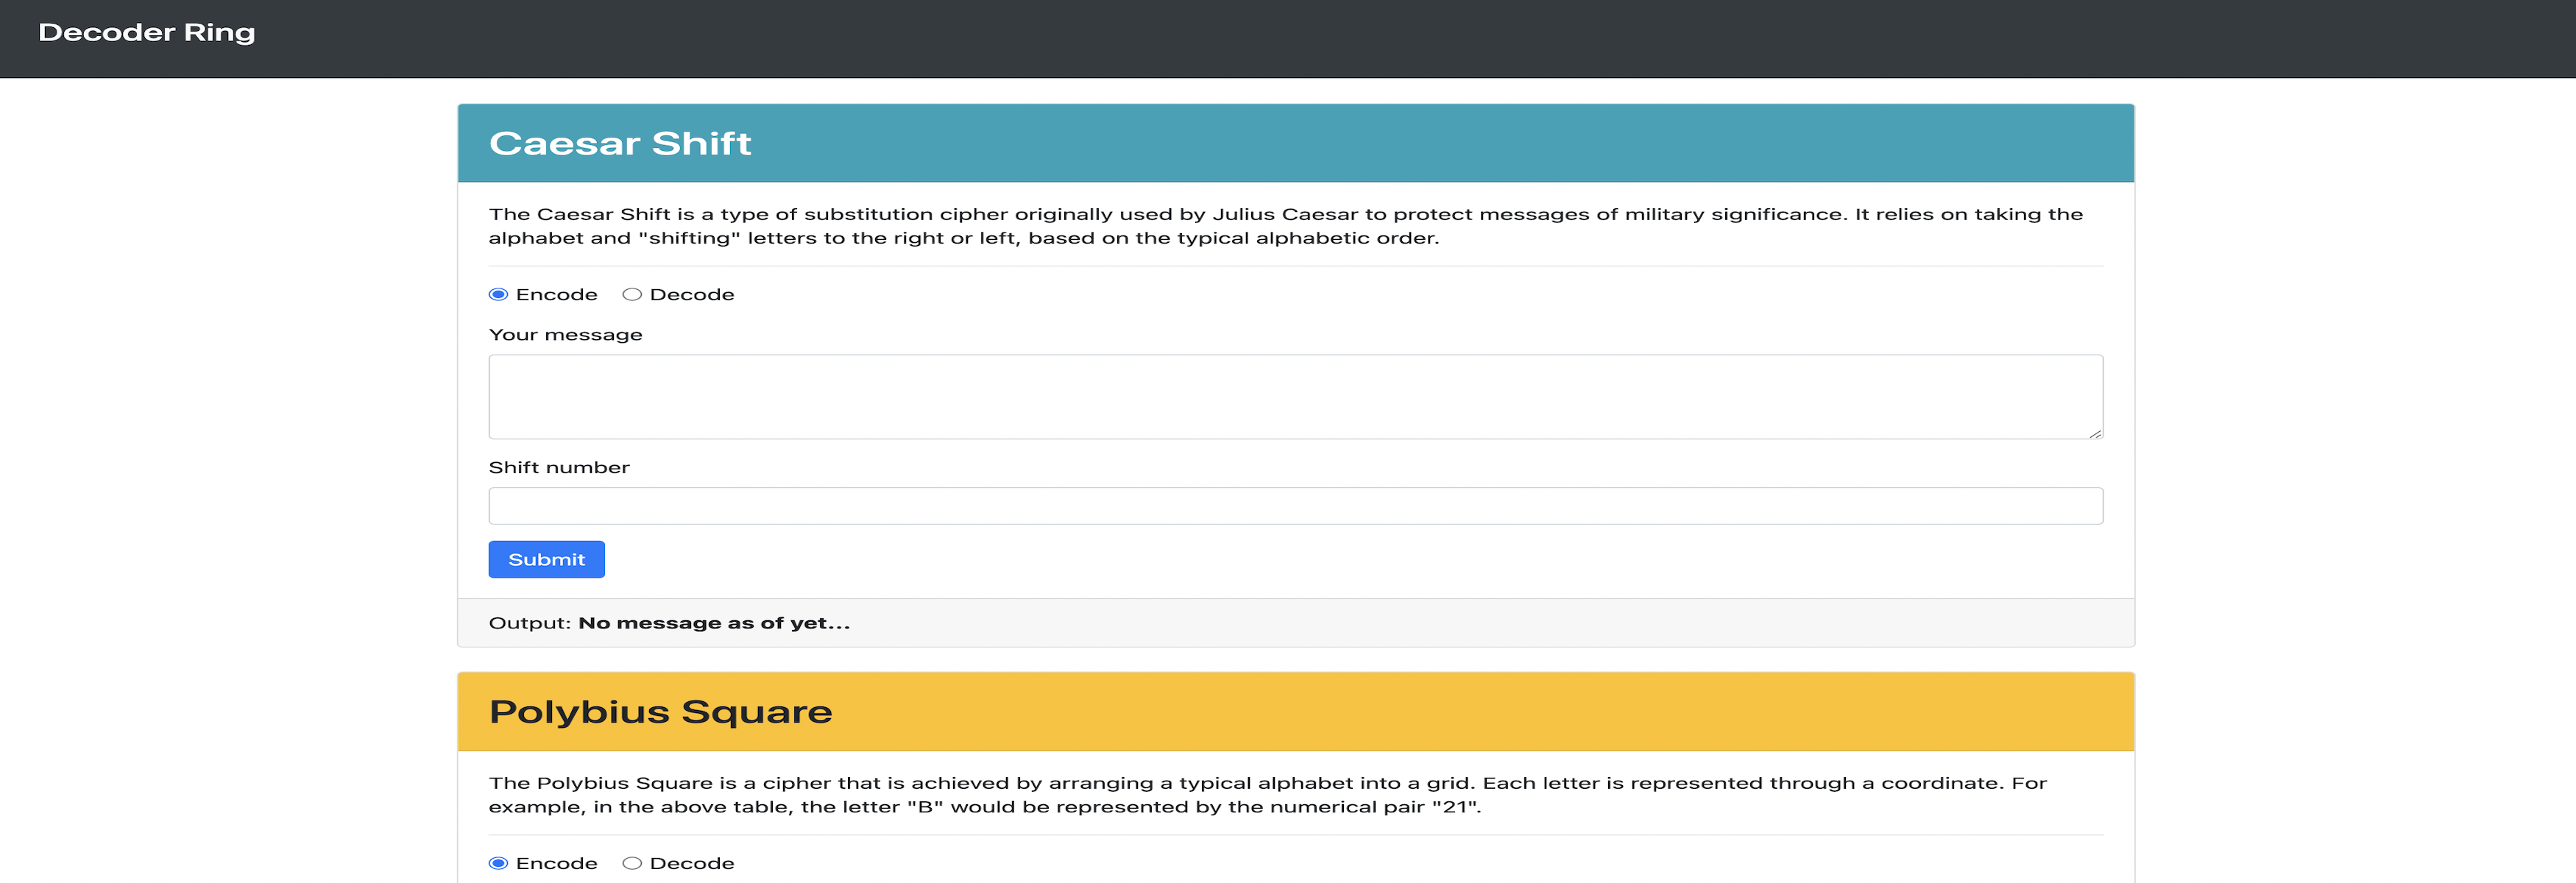 Decoder Ring
Caesar Shift
The Caesar Shift is a type of substitution cipher originally used by Julius Caesar to protect messages of military significance. It relies on taking the
alphabet and "shifting" letters to the right or left, based on the typical alphabetic order.
Encode Decode
Your message
Shift number
Submit
Output: No message as of yet...
Polybius Square
The Polybius Square is a cipher that is achieved by arranging a typical alphabet into a grid. Each letter is represented through a coordinate. For
example, in the above table, the letter "B" would be represented by the numerical pair "21".
Encode Decode